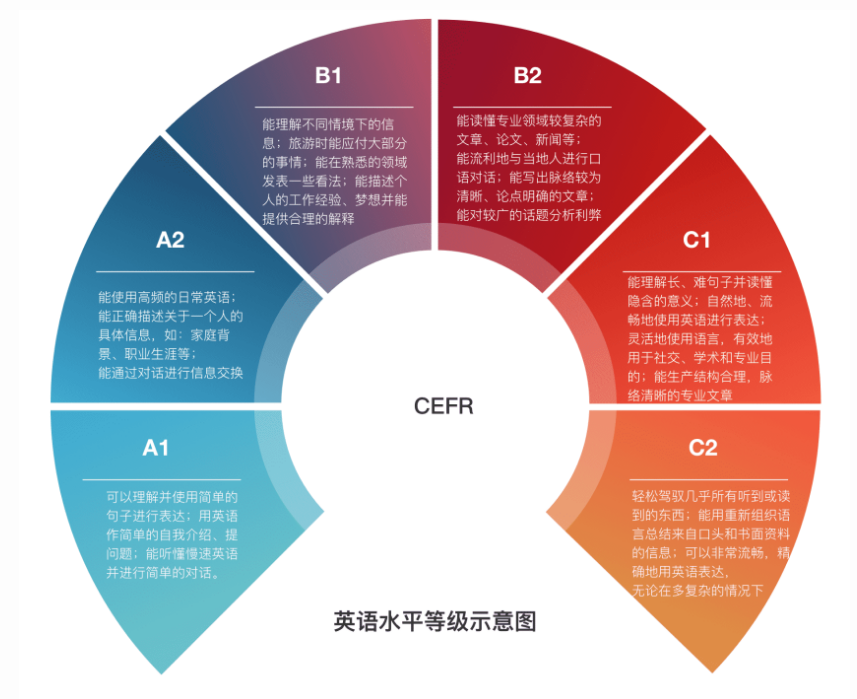 B1
能理解不同情境下的信
息；旅游时能应付大部分
的事情；能在熟悉的领域
发表一些看法；能描述个
人的工作经验、梦想并能
提供合理的解释
B2
能读懂专业领域较复杂的
文章、论文、新闻等；
能流利地与当地人进行口
语对话；能写出脉络较为
清晰、论点明确的文章；
能对较广的话题分析利弊
A2
能使用高频的日常英语；
能正确描述关于一个人的
具体信息，如：家庭背
景、职业生涯等；
能通过对话进行信息交换
C1
能理解长、难句子并读懂
隐含的意义；自然地、流
畅地使用英语进行表达；
灵活地使用语言，有效地
用于社交、学术和专业目
的；能生产结构合理，脉
络清晰的专业文章
CEFR
A1
可以理解并使用简单的
句子进行表达；用英语
作简单的自我介绍、提
问题；能听懂慢速英语
并进行简单的对话。
C2
轻松驾驭几乎所有听到或读
到的东西；能用重新组织语
言总结来自口头和书面资料
的信息；可以非常流畅，精
确地用英语表达，
无论在多复杂的情况下
英语水平等级示意图